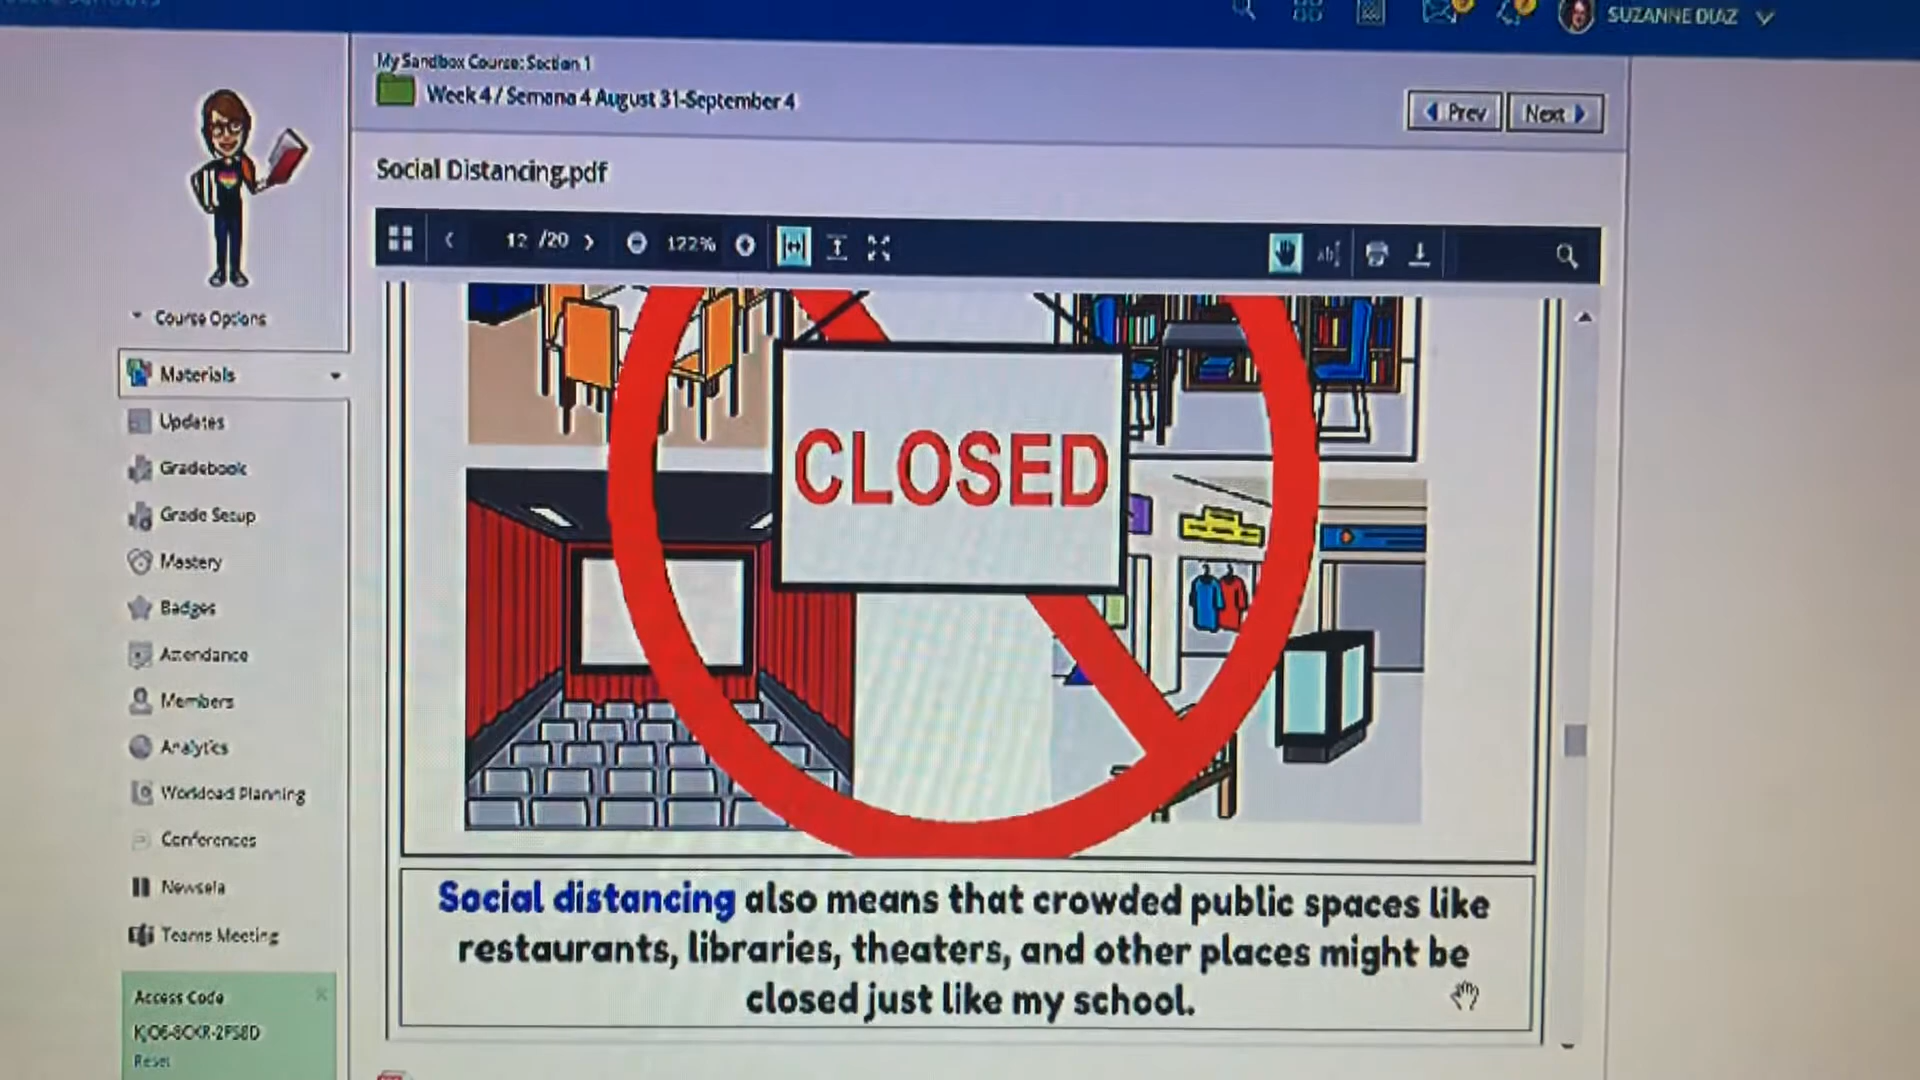 SUZANNE DIAZ
My Sandbox Course: Section 1
Week 4 / Semana 4 August 31-September 4
Prev
Next
Social Distancing.pdf
12 /20
122%
Course Options
Materials
Updates
Gradebook
Grade Setup
Mastery
Badges
Attendance
Members
Analytics
Workload Planning
Conferences
Newsela
Teams Meeting
Access Code
Reset
CLOSED
Social distancing also means that crowded public spaces like
restaurants, libraries, theaters, and other places might be
closed just like my school.